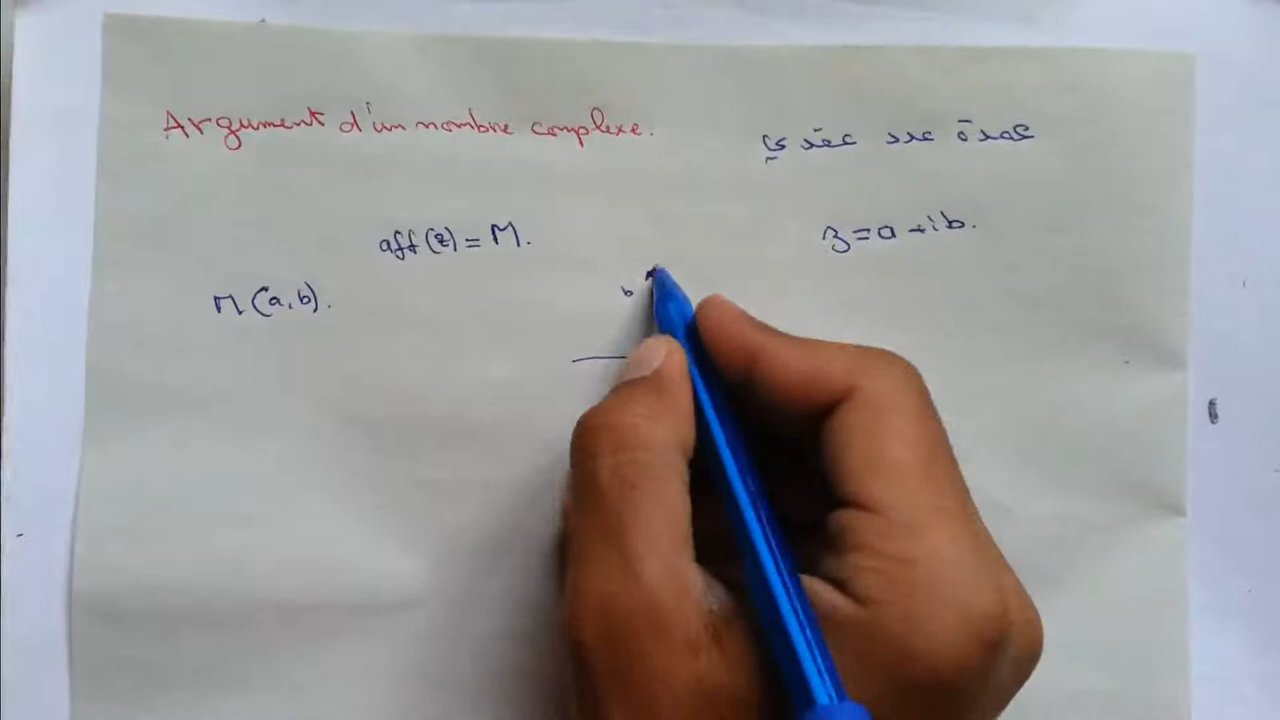 Argument d'un nombre complexe.
عمدة عدد عقدي
aff(z) = M.
z = a + ib.
M(a, b).
b